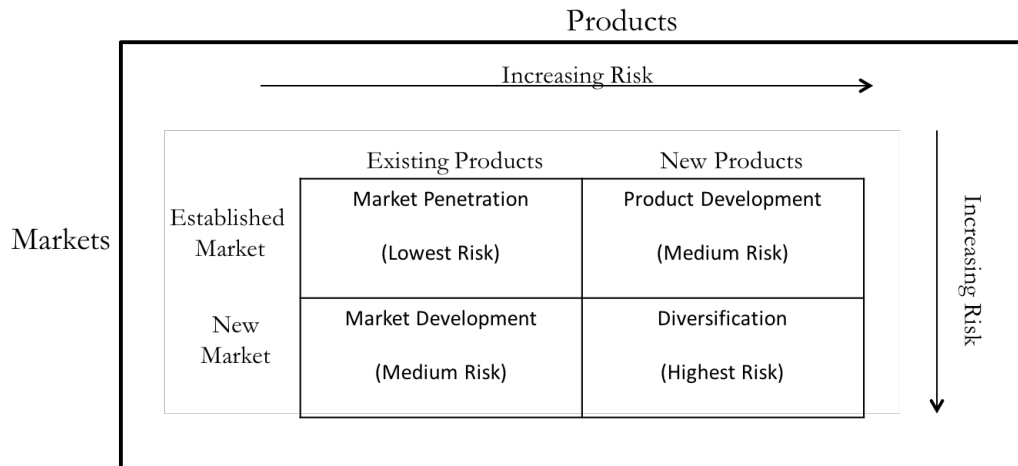 Products
Increasing Risk
Existing Products
New Products
Markets
Established
Market
Market Penetration
(Lowest Risk)
Product Development
(Medium Risk)
Increasing Risk
New
Market
Market Development
(Medium Risk)
Diversification
(Highest Risk)